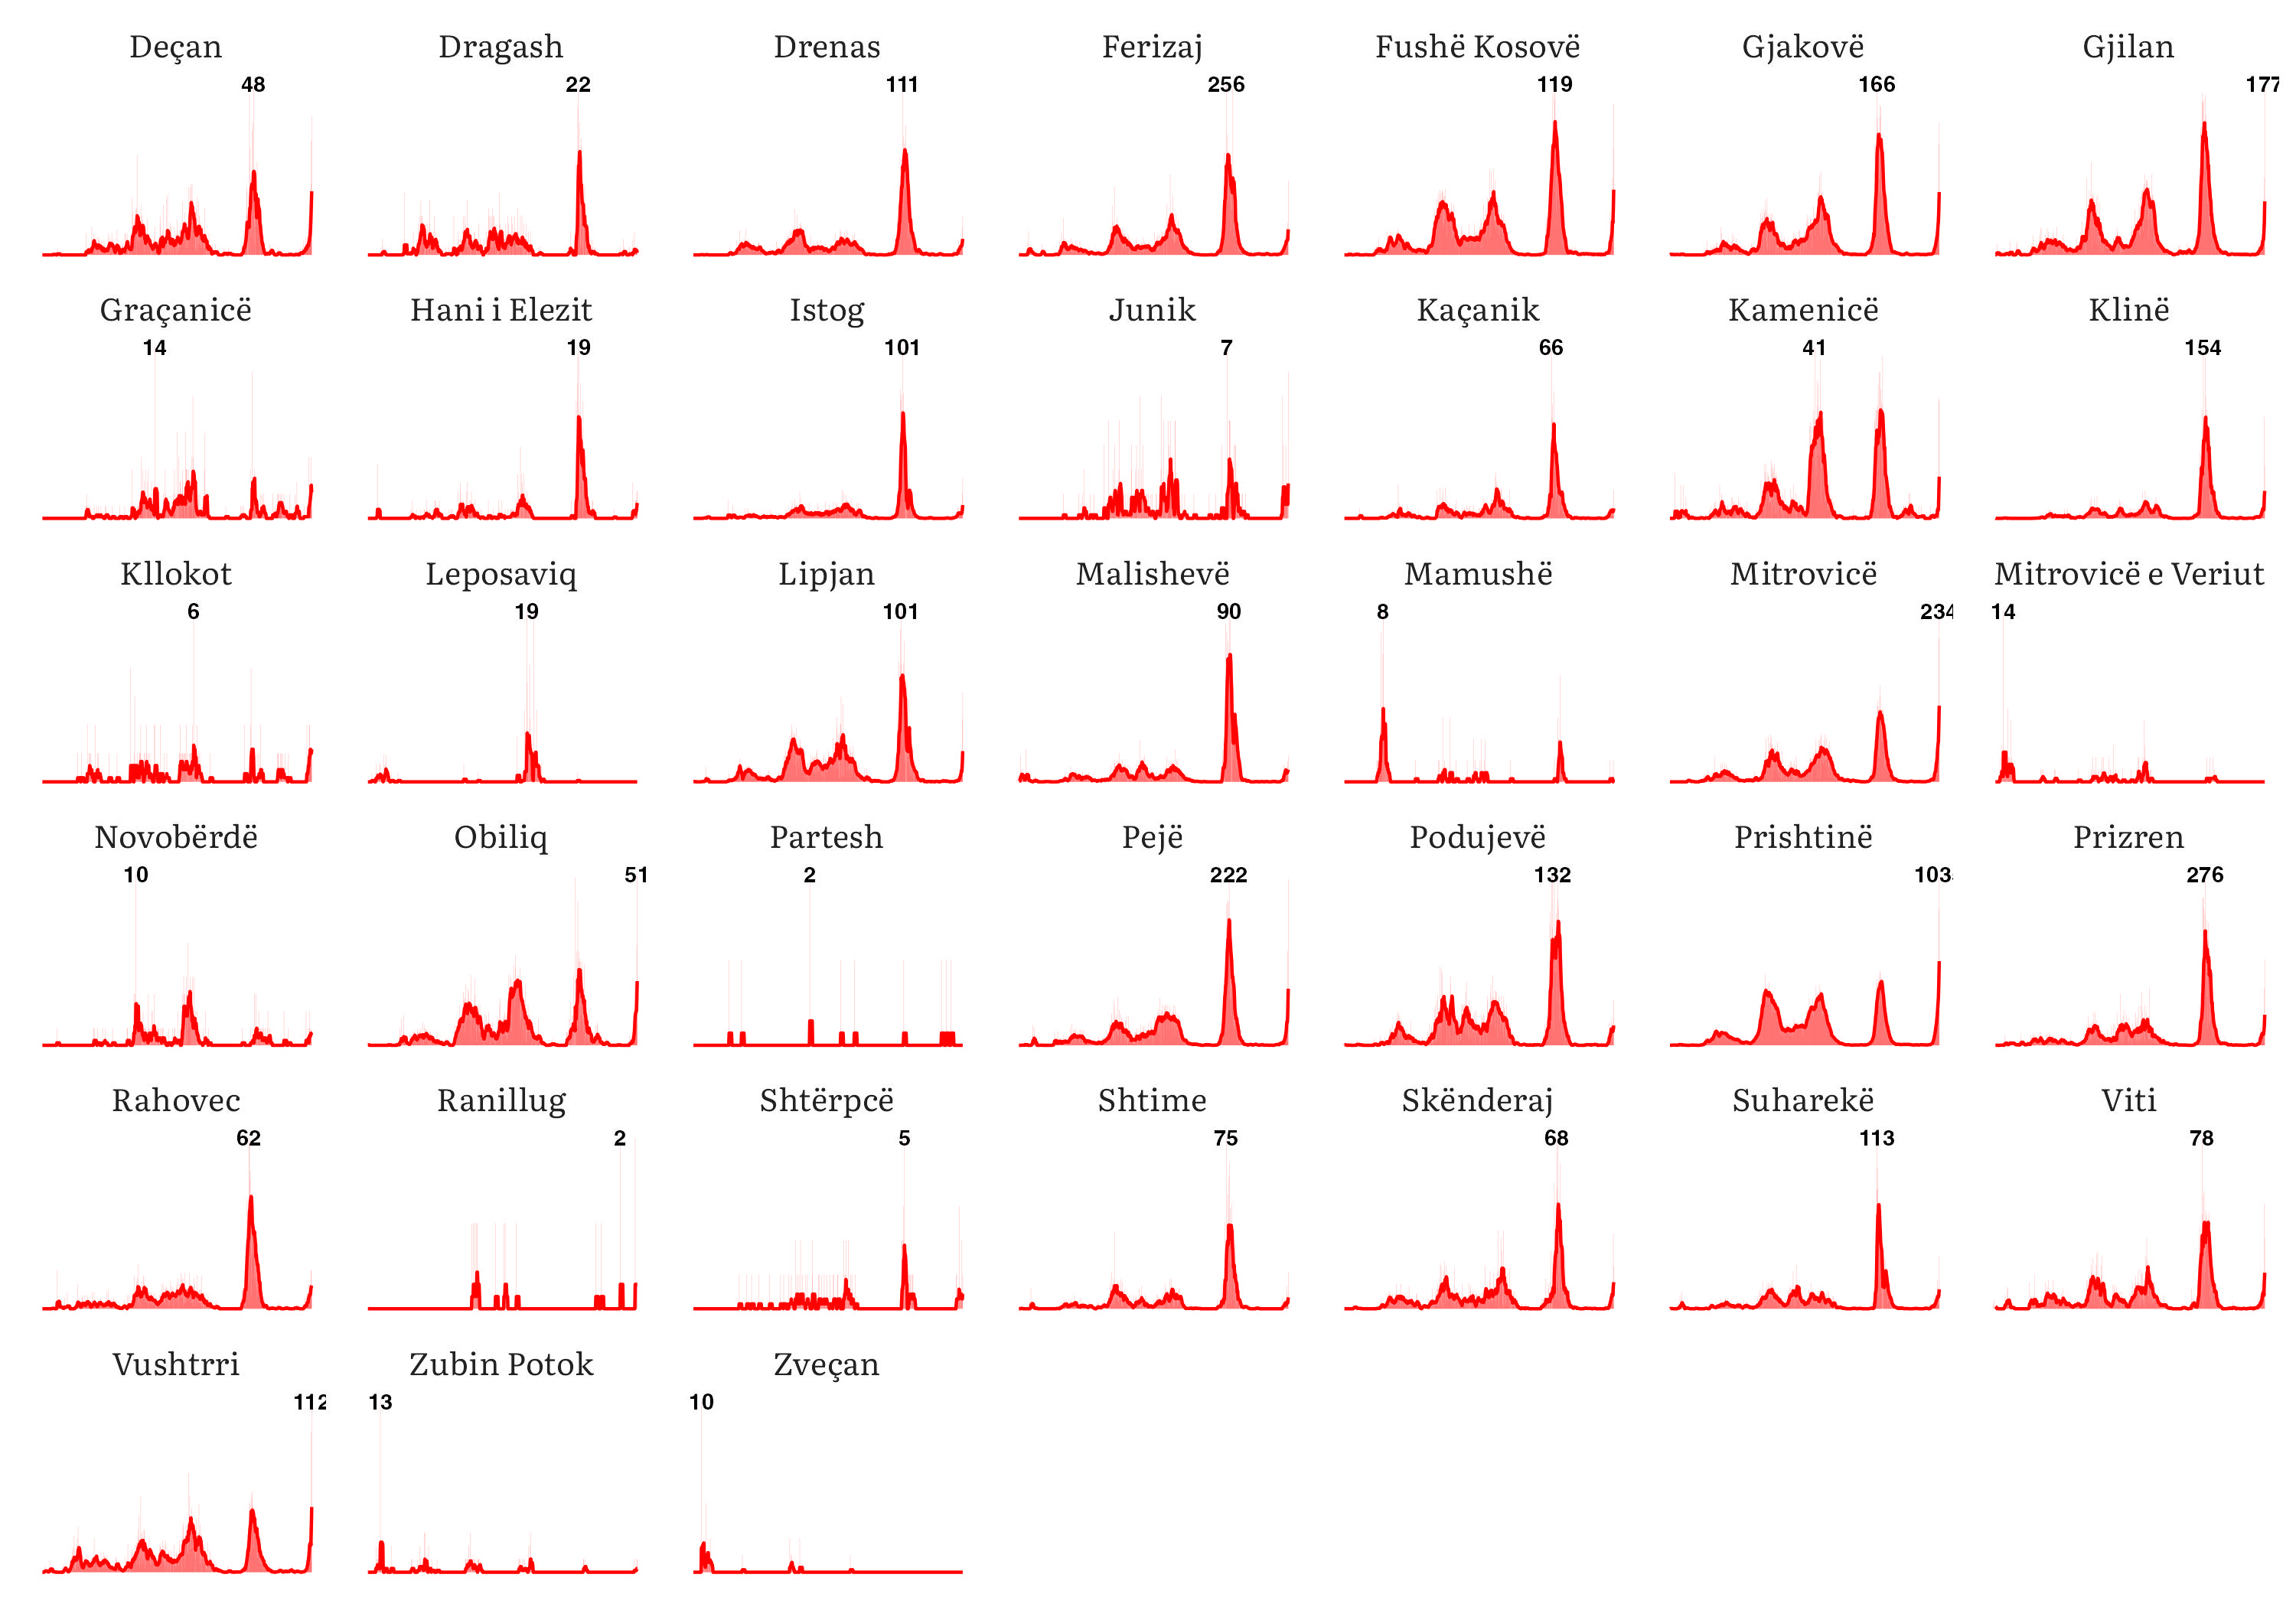 Deçan Dragash Drenas Ferizaj Fushë Kosovë Gjakovë Gjilan
48 22 111 256 119 166 177
Graçanicë Hani i Elezit Istog Junik Kaçanik Kamenicë Klinë
14 19 101 7 66 41 154
Kllokot Leposaviq Lipjan Malishevë Mamushë Mitrovicë Mitrovicë e Veriut
6 19 101 90 8 234 14
Novobërdë Obiliq Partesh Pejë Podujevë Prishtinë Prizren
10 51 2 222 132 276
Rahovec Ranillug Shtërpcë Shtime Skënderaj Suharekë Viti
62 2 5 75 68 113 78
Vushtrri Zubin Potok Zveçan
112 13 10